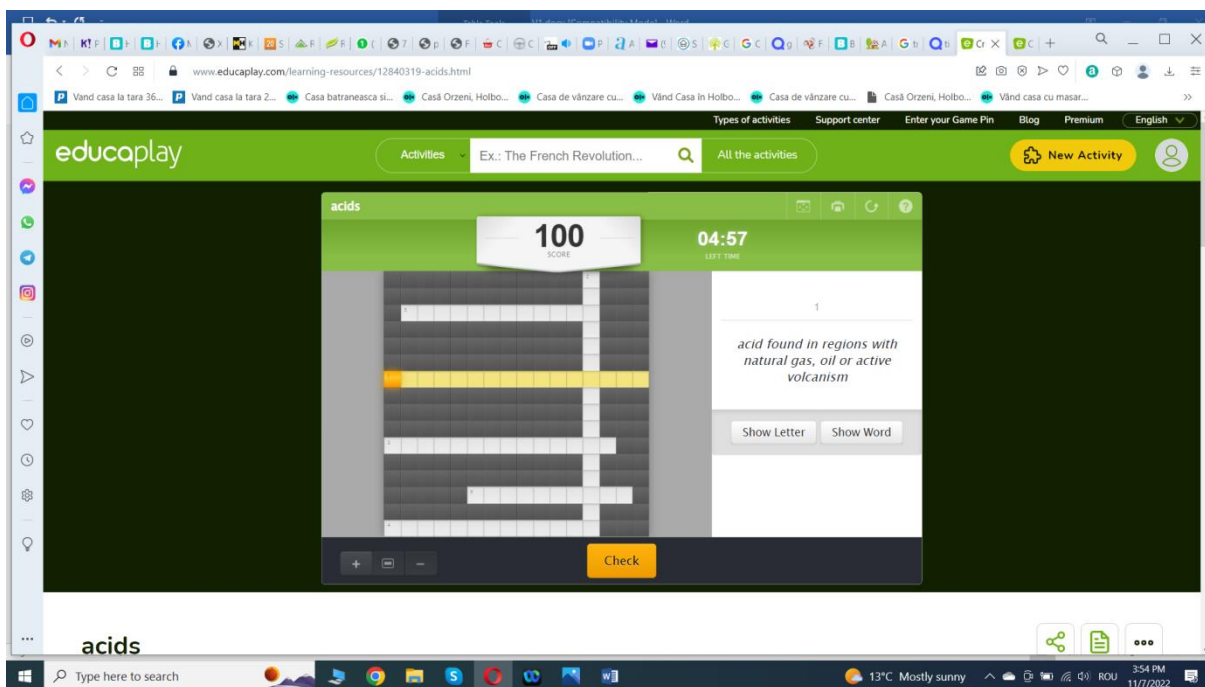 www.educaplay.com/learning-resources/12840319-acids.html
Vand casa la tara 36... Vand casa la tara 2... Casa batraneasca si... Casă Orzeni, Holbo... Casa de vânzare cu... Vând Casa în Holbo... Casa de vânzare cu... Casă Orzeni, Holbo... Vând casa cu masar...
Types of activities Support center Enter your Game Pin Blog Premium English
educaplay
Activities
Ex.: The French Revolution...
All the activities
New Activity
acids
100
SCORE
04:57
LEFT TIME
1
acid found in regions with
natural gas, oil or active
volcanism
Show Letter Show Word
Check
acids
Type here to search
13°C Mostly sunny
ROU
3:54 PM
11/7/2022